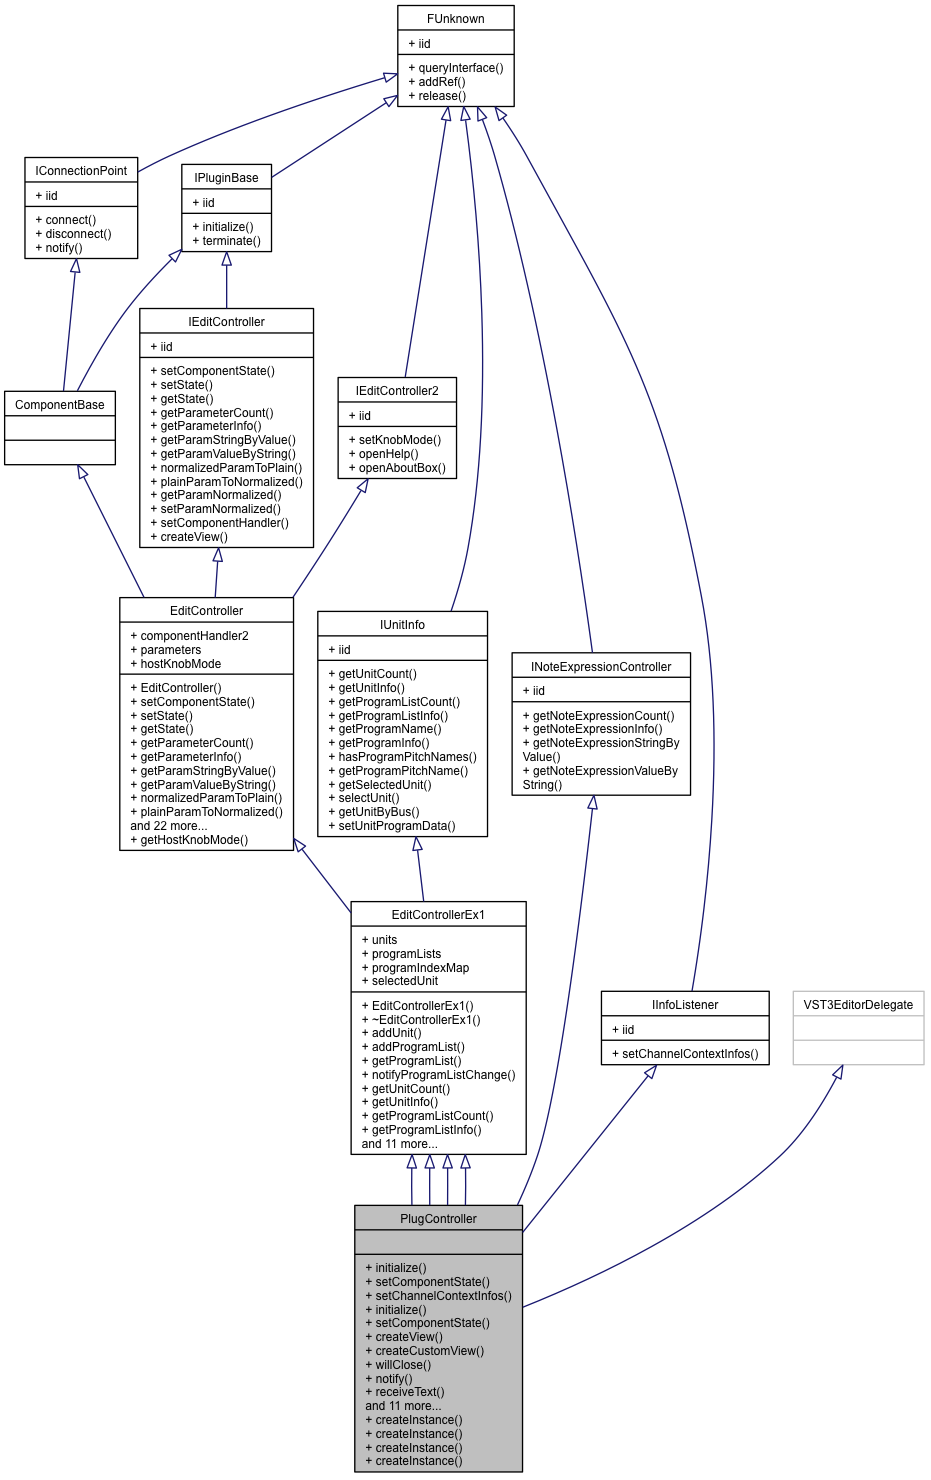 FUnknown
+ iid
+ queryInterface()
+ addRef()
+ release()
IConnectionPoint
+ iid
+ connect()
+ disconnect()
+ notify()
IPluginBase
+ iid
+ initialize()
+ terminate()
IEditController
+ iid
+ setComponentState()
+ setState()
+ getState()
+ getParameterCount()
+ getParameterInfo()
+ getParamStringByValue()
+ getParamValueByString()
+ normalizedParamToPlain()
+ plainParamToNormalized()
+ getParamNormalized()
+ setParamNormalized()
+ setComponentHandler()
+ createView()
ComponentBase
IEditController2
+ iid
+ setKnobMode()
+ openHelp()
+ openAboutBox()
EditController
+ componentHandler2
+ parameters
+ hostKnobMode
+ EditController()
+ setComponentState()
+ setState()
+ getState()
+ getParameterCount()
+ getParameterInfo()
+ getParamStringByValue()
+ getParamValueByString()
+ normalizedParamToPlain()
+ plainParamToNormalized()
and 22 more...
+ getHostKnobMode()
IUnitInfo
+ iid
+ getUnitCount()
+ getUnitInfo()
+ getProgramListCount()
+ getProgramListInfo()
+ getProgramName()
+ getProgramInfo()
+ hasProgramPitchNames()
+ getProgramPitchName()
+ getSelectedUnit()
+ selectUnit()
+ getUnitByBus()
+ setUnitProgramData()
INoteExpressionController
+ iid
+ getNoteExpressionCount()
+ getNoteExpressionInfo()
+ getNoteExpressionStringBy
Value()
+ getNoteExpressionValueBy
String()
EditControllerEx1
+ units
+ programLists
+ programIndexMap
+ selectedUnit
+ EditControllerEx1()
+ ~EditControllerEx1()
+ addUnit()
+ addProgramList()
+ getProgramList()
+ notifyProgramListChange()
+ getUnitCount()
+ getUnitInfo()
+ getProgramListCount()
+ getProgramListInfo()
and 11 more...
IInfoListener
+ iid
+ setChannelContextInfos()
VST3EditorDelegate
PlugController
+ initialize()
+ setComponentState()
+ setChannelContextInfos()
+ initialize()
+ setComponentState()
+ createView()
+ createCustomView()
+ willClose()
+ notify()
+ receiveText()
and 11 more...
+ createInstance()
+ createInstance()
+ createInstance()
+ createInstance()